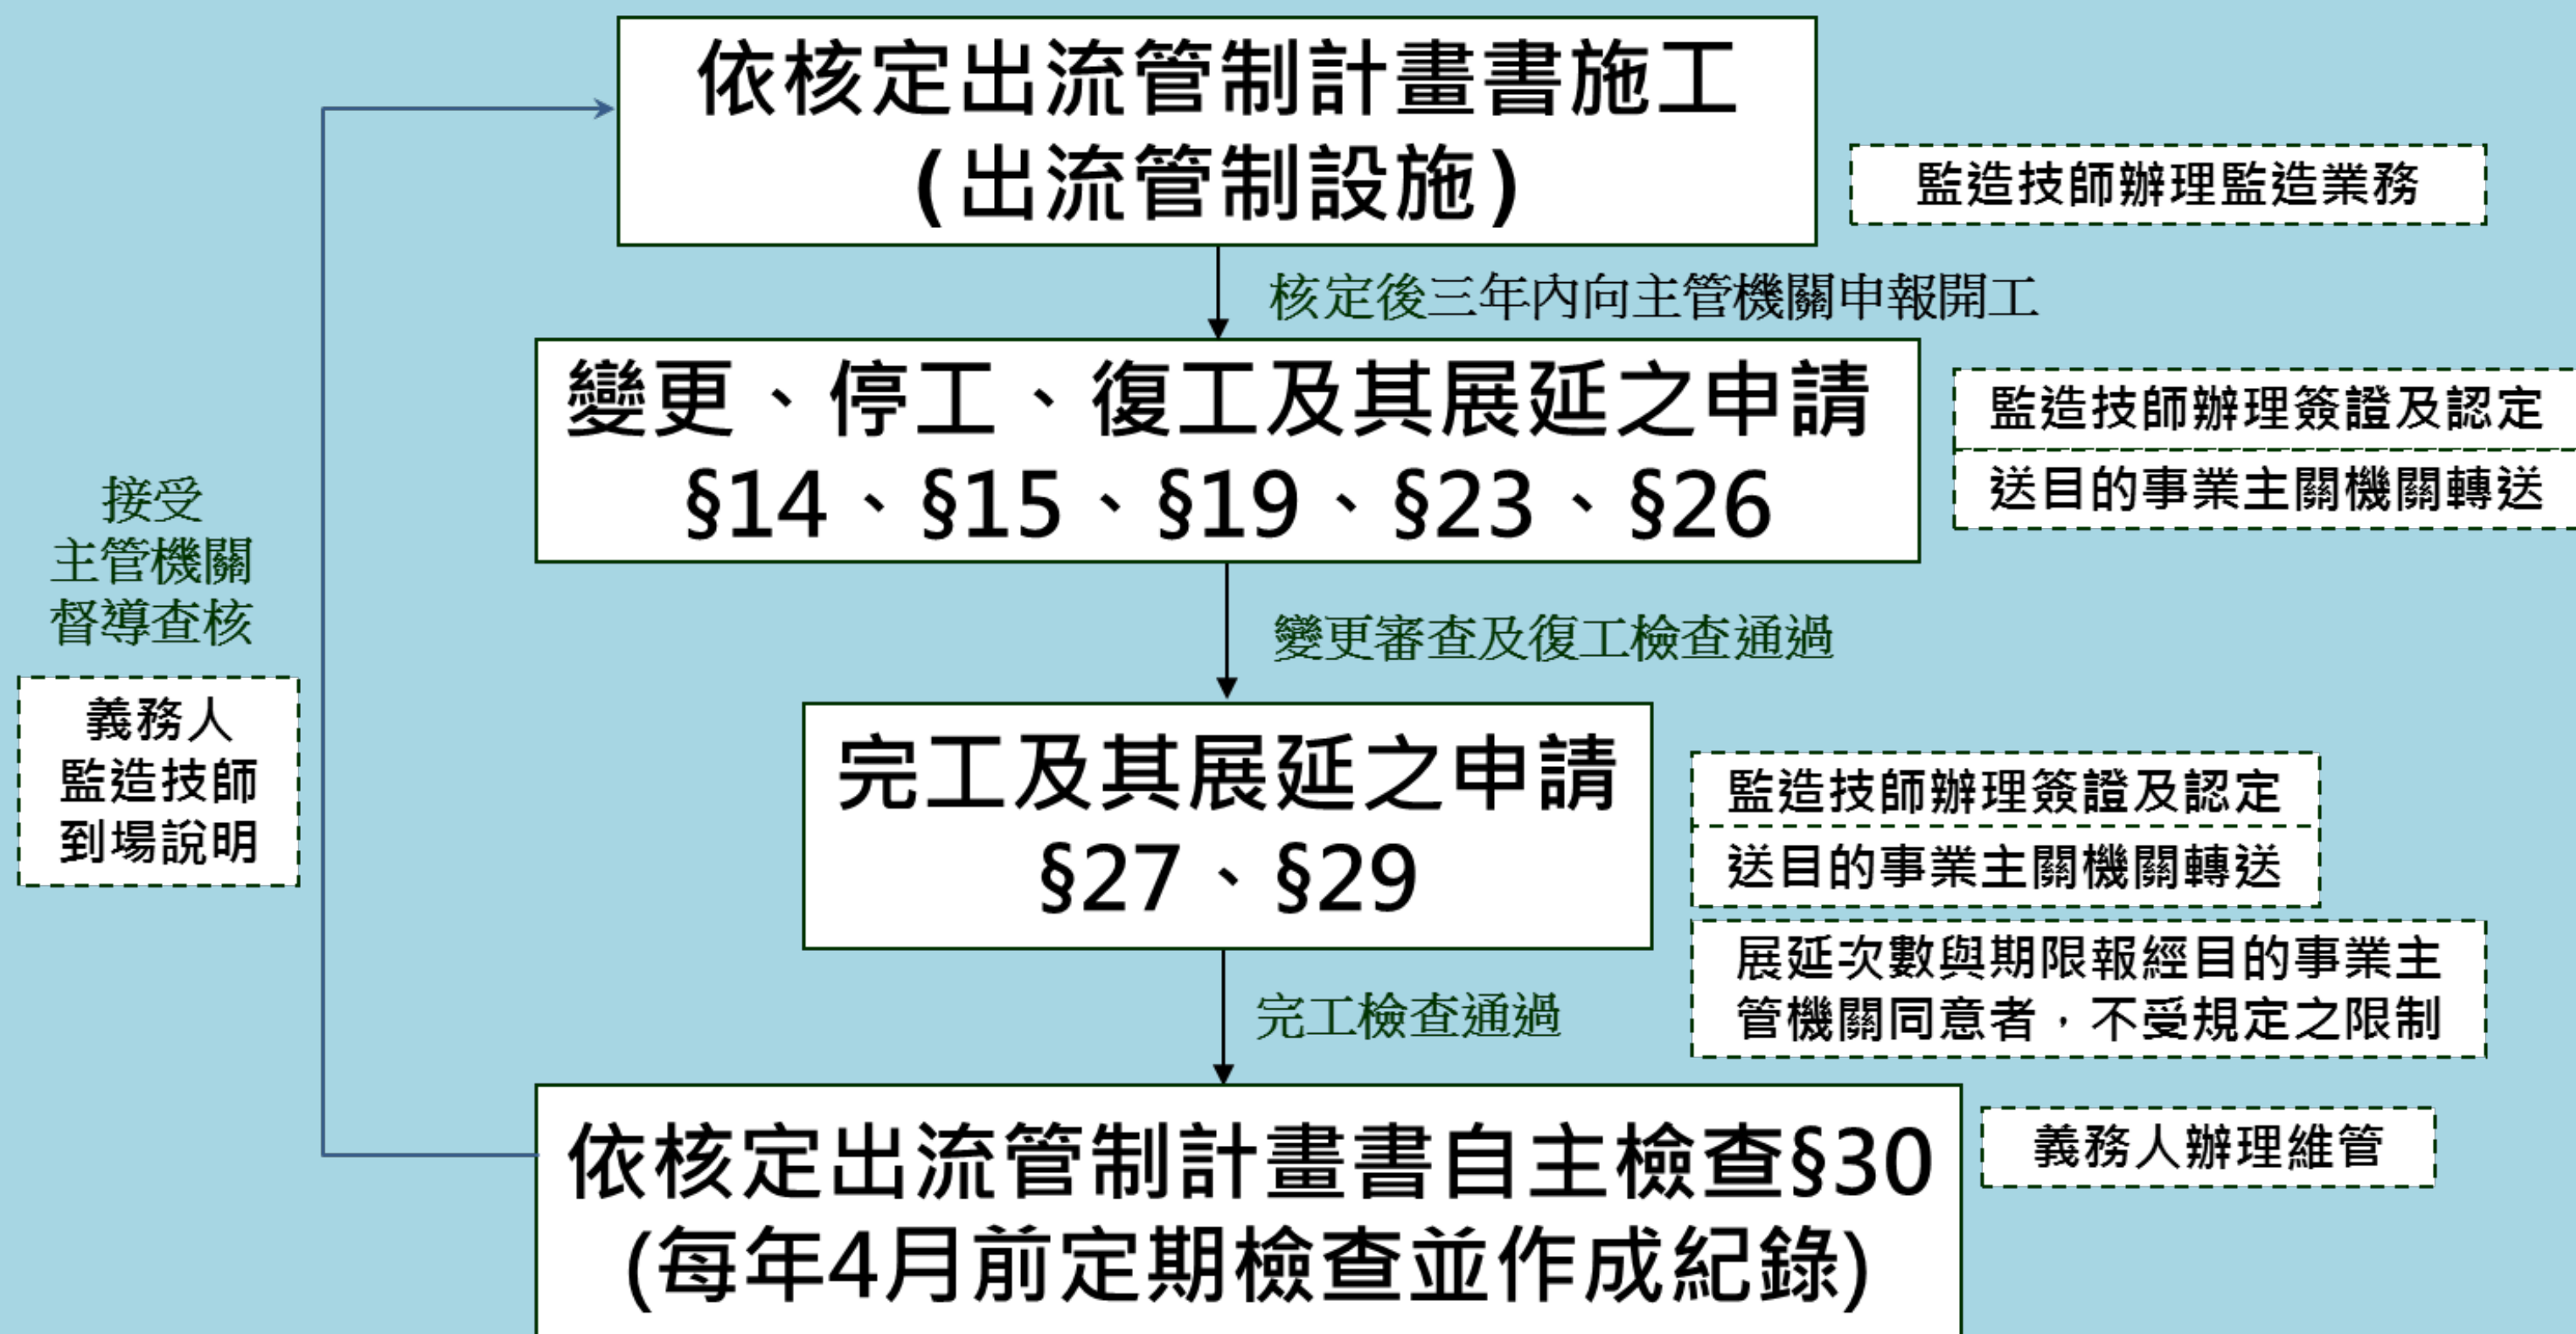 依核定出流管制計畫書施工
(出流管制設施)
監造技師辦理監造業務
核定後三年內向主管機關申報開工
變更、停工、復工及其展延之申請
§14、§15、§19、§23、§26
監造技師辦理簽證及認定
送目的事業主關機關轉送
接受
主管機關
督導查核
義務人
監造技師
到場說明
變更審查及復工檢查通過
完工及其展延之申請
§27、§29
監造技師辦理簽證及認定
送目的事業主關機關轉送
展延次數與期限報經目的事業主
管機關同意者，不受規定之限制
完工檢查通過
依核定出流管制計畫書自主檢查§30
(每年4月前定期檢查並作成紀錄)
義務人辦理維管